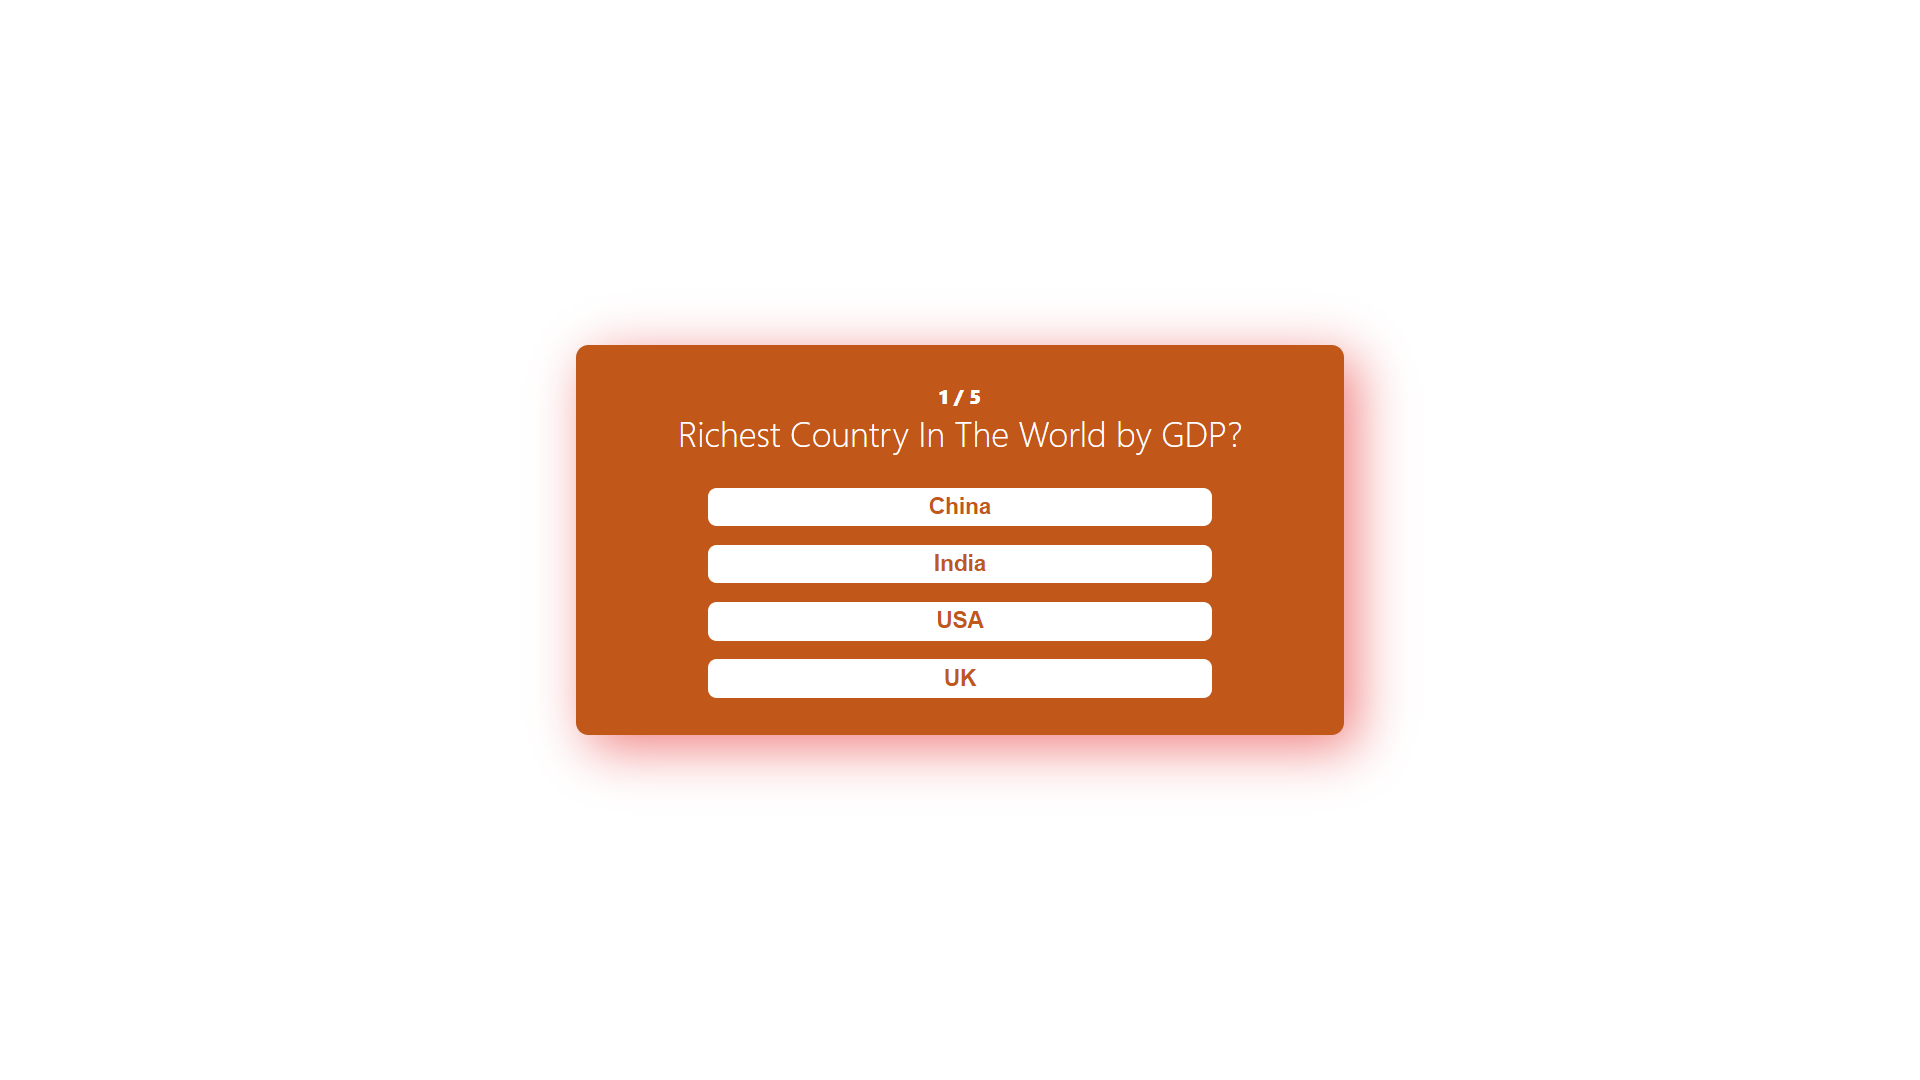 1 / 5
Richest Country In The World by GDP?
China
India
USA
UK